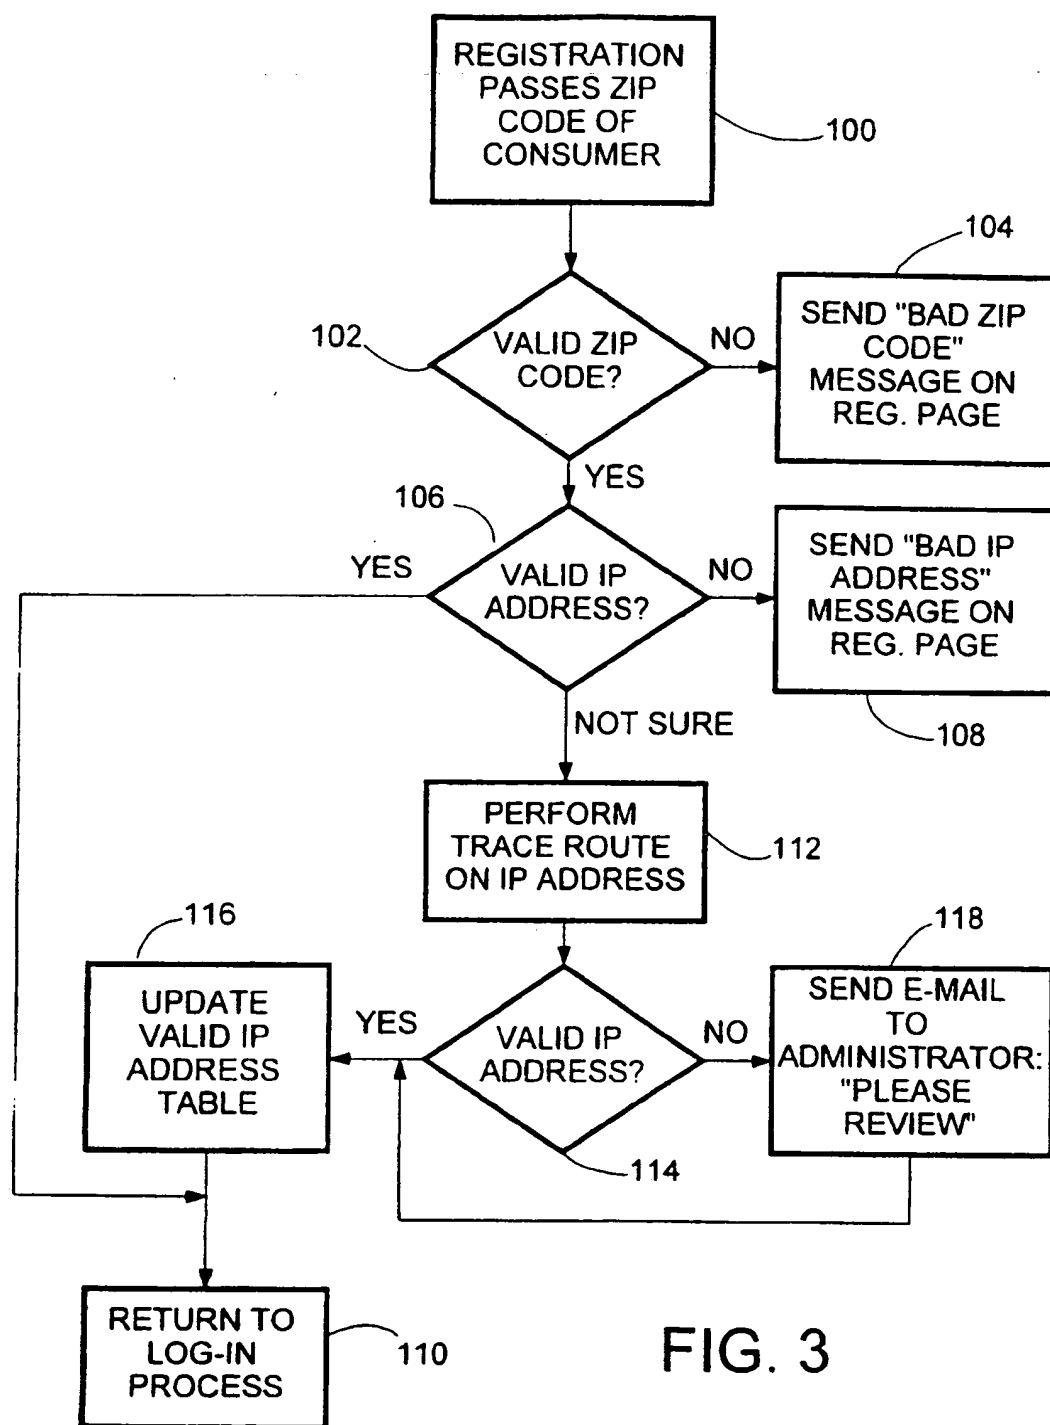 REGISTRATION
PASSES ZIP
CODE OF
CONSUMER
100
104
102
VALID ZIP
CODE?
NO
SEND "BAD ZIP
CODE"
MESSAGE ON
REG. PAGE
YES
106
YES
VALID IP
ADDRESS?
NO
SEND "BAD IP
ADDRESS"
MESSAGE ON
REG. PAGE
NOT SURE
108
PERFORM
TRACE ROUTE
ON IP ADDRESS
112
116
118
UPDATE
VALID IP
ADDRESS
TABLE
YES
VALID IP
ADDRESS?
NO
SEND E-MAIL
TO
ADMINISTRATOR:
"PLEASE
REVIEW"
114
RETURN TO
LOG-IN
PROCESS
110
FIG. 3